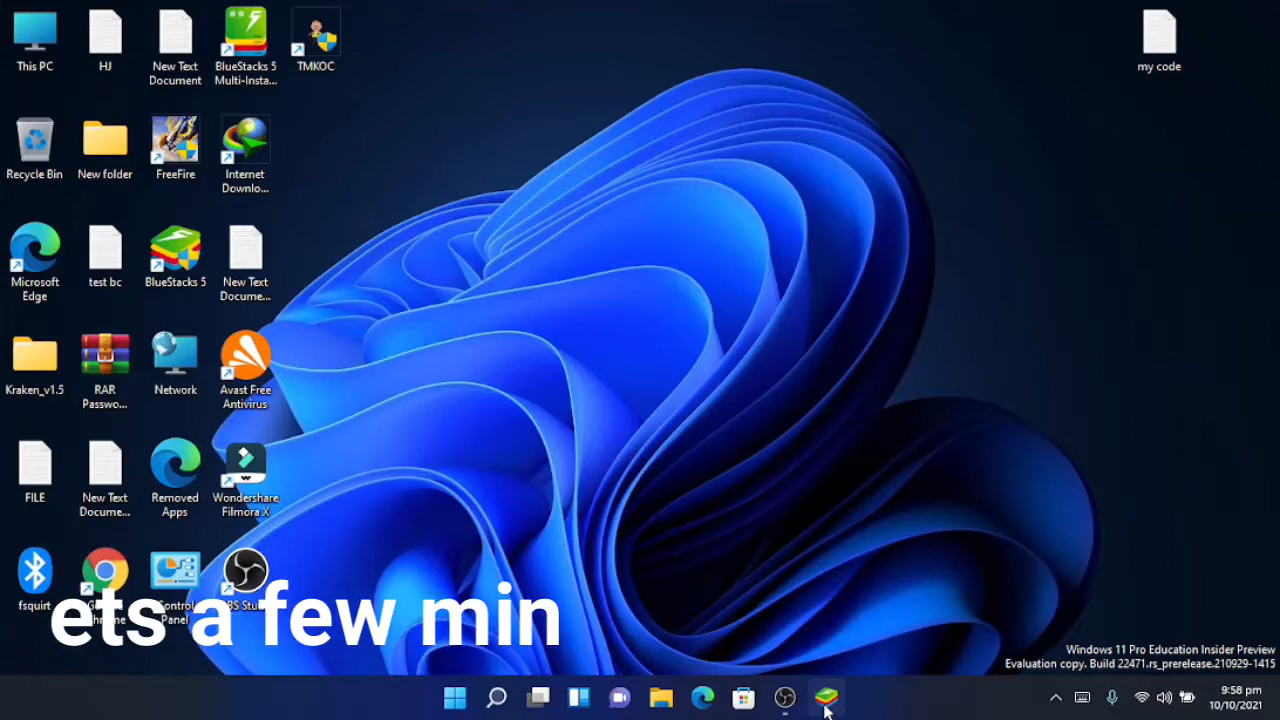 This PC
HJ
New Text
Document
BlueStacks 5
Multi-Insta...
TMKOC
my code
Recycle Bin
New folder
FreeFire
Internet
Downlo...
Microsoft
Edge
test bc
BlueStacks 5
New Text
Docume...
Kraken_v1.5
RAR
Passwo...
Network
Avast Free
Antivirus
FILE
New Text
Docume...
Removed
Apps
Wondershare
Filmora X
fsquirt
Panel
ets a few min
Windows 11 Pro Education Insider Preview
Evaluation copy. Build 22471.rs_prerelease.210929-1415
9:58 pm
10/10/2021